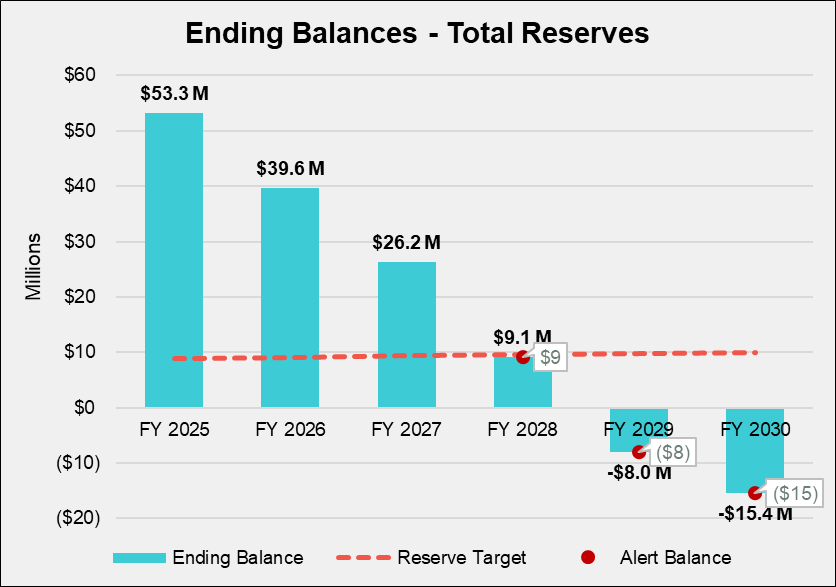 Ending Balances - Total Reserves
Millions
$60
$50
$40
$30
$20
$10
$0
($10)
($20)
$53.3 M
$39.6 M
$26.2 M
$9.1 M
$9
FY 2025 FY 2026 FY 2027 FY 2028 FY 2029 FY 2030
($8)
-$8.0 M
($15)
-$15.4 M
Ending Balance Reserve Target Alert Balance